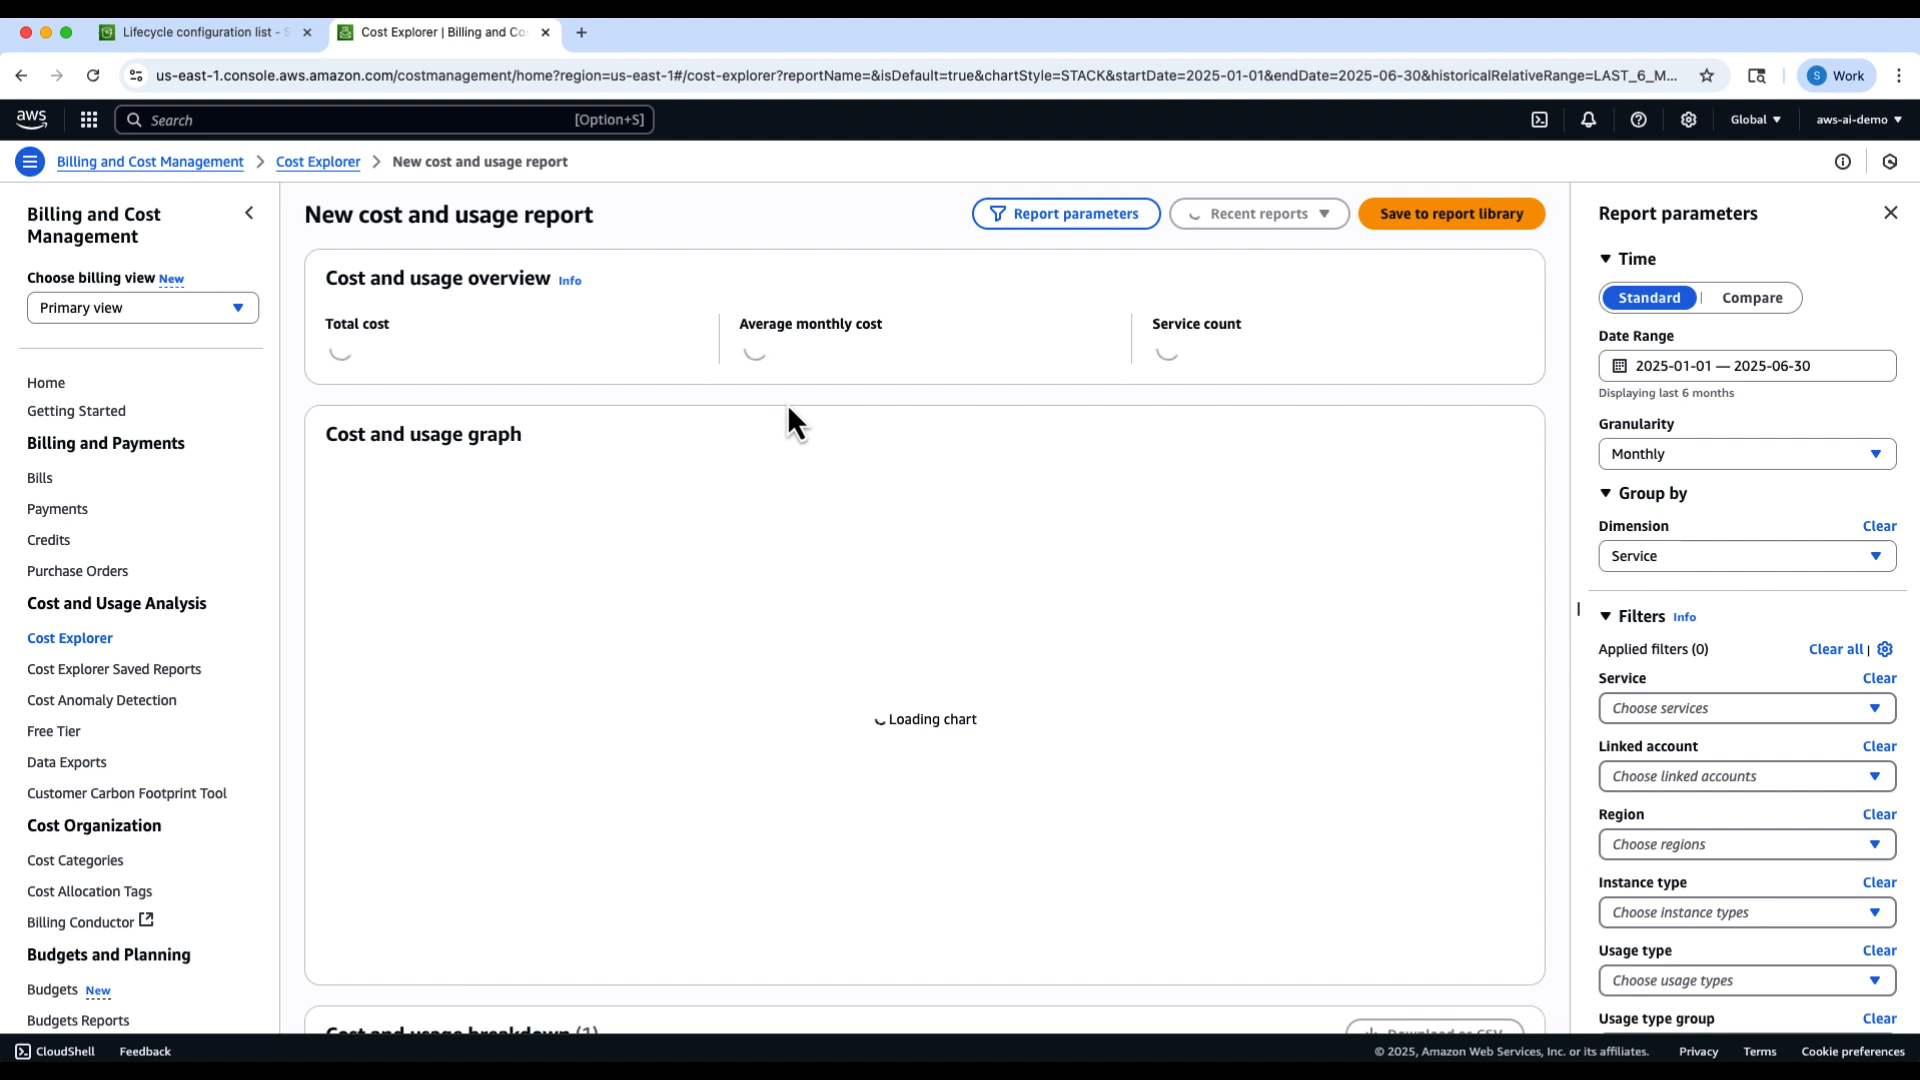 Lifecycle configuration list - S
Cost Explorer | Billing and Co
us-east-1.console.aws.amazon.com/costmanagement/home?region=us-east-1#/cost-explorer?reportName=&isDefault=true&chartStyle=STACK&startDate=2025-01-01&endDate=2025-06-30&historicalRelativeRange=LAST_6_M...
S Work
aws
Search [Option+S]
Global
aws-ai-demo
Billing and Cost Management > Cost Explorer > New cost and usage report
Billing and Cost
Management
Choose billing view New
Primary view
Home
Getting Started
Billing and Payments
Bills
Payments
Credits
Purchase Orders
Cost and Usage Analysis
Cost Explorer
Cost Explorer Saved Reports
Cost Anomaly Detection
Free Tier
Data Exports
Customer Carbon Footprint Tool
Cost Organization
Cost Categories
Cost Allocation Tags
Billing Conductor
Budgets and Planning
Budgets New
Budgets Reports
New cost and usage report
Report parameters
Recent reports
Save to report library
Cost and usage overview Info
Total cost
Average monthly cost
Service count
Cost and usage graph
Loading chart
Cost and usage breakdown (1)
Download as CSV
Report parameters
Time
Standard | Compare
Date Range
2025-01-01 — 2025-06-30
Displaying last 6 months
Granularity
Monthly
Group by
Dimension Clear
Service
Filters Info
Applied filters (0) Clear all |
Service Clear
Choose services
Linked account Clear
Choose linked accounts
Region Clear
Choose regions
Instance type Clear
Choose instance types
Usage type Clear
Choose usage types
Usage type group Clear
CloudShell Feedback
© 2025, Amazon Web Services, Inc. or its affiliates. Privacy Terms Cookie preferences